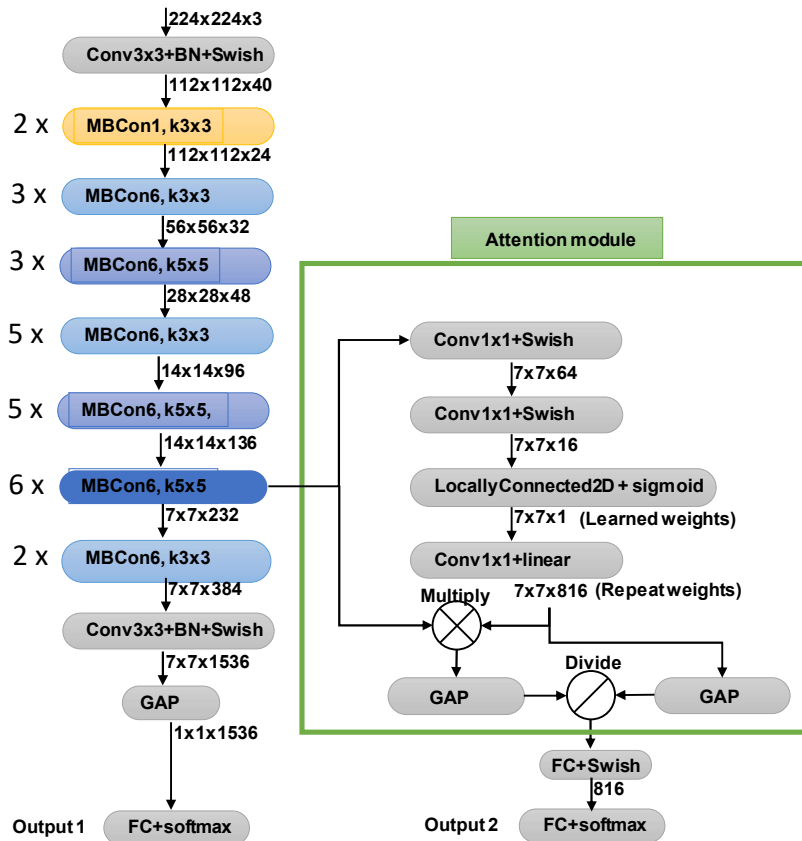 224x224x3
Conv3x3+BN+Swish
112x112x40
2 x
MBCon1, k3x3
112x112x24
3 x
MBCon6, k3x3
56x56x32
3 x
MBCon6, k5x5
28x28x48
5 x
MBCon6, k3x3
14x14x96
5 x
MBCon6, k5x5,
14x14x136
6 x
MBCon6, k5x5
7x7x232
2 x
MBCon6, k3x3
7x7x384
Conv3x3+BN+Swish
7x7x1536
GAP
1x1x1536
Output 1
FC+softmax
Attention module
Conv1x1+Swish
7x7x64
Conv1x1+Swish
7x7x16
LocallyConnected2D + sigmoid
7x7x1 (Learned weights)
Conv1x1+linear
7x7x816 (Repeat weights)
Multiply
Divide
GAP
GAP
FC+Swish
816
Output 2
FC+softmax